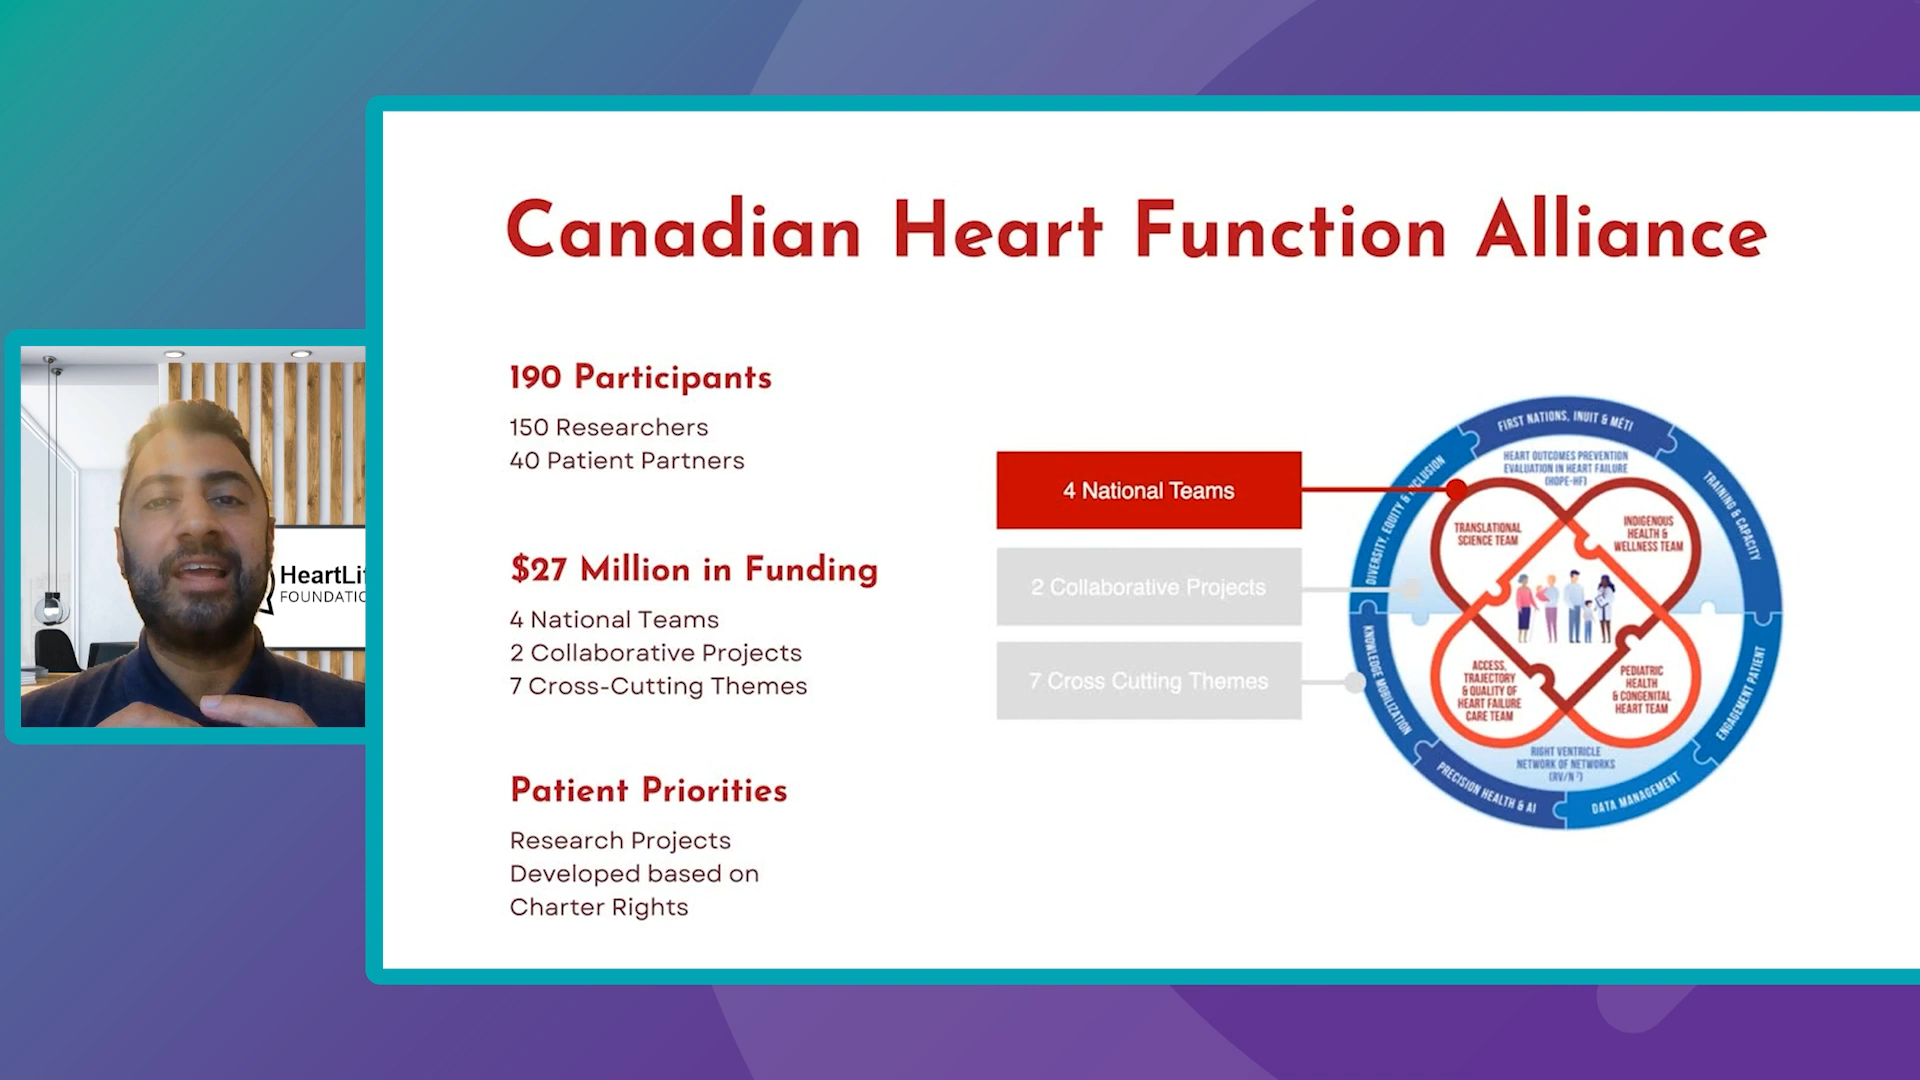 Canadian Heart Function Alliance
190 Participants
150 Researchers
40 Patient Partners
$27 Million in Funding
4 National Teams
2 Collaborative Projects
7 Cross-Cutting Themes
Patient Priorities
Research Projects
Developed based on
Charter Rights
4 National Teams
2 Collaborative Projects
7 Cross Cutting Themes
FIRST NATIONS, INUIT & MÉTI
TRAINING & CAPACITY
ENGAGEMENT PATIENT
DATA MANAGEMENT
PRECISION HEALTH & AI
KNOWLEDGE MOBILIZATION
DIVERSITY, EQUITY &
HEART OUTCOMES PREVENTION
EVALUATION IN HEART FAILURE
(HOPE-HF)
TRANSLATIONAL
SCIENCE TEAM
INDIGENOUS
HEALTH &
WELLNESS TEAM
ACCESS,
TRAJECTORY
& QUALITY OF
HEART FAILURE
CARE TEAM
PEDIATRIC
HEALTH
& CONGENITAL
HEART TEAM
RIGHT VENTRICLE
NETWORK OF NETWORKS
HeartLif
FOUNDATIO